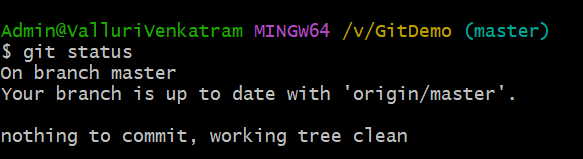 Admin@ValluriVenkatram MINGW64 /v/GitDemo (master)
$ git status
On branch master
Your branch is up to date with 'origin/master'.
nothing to commit, working tree clean